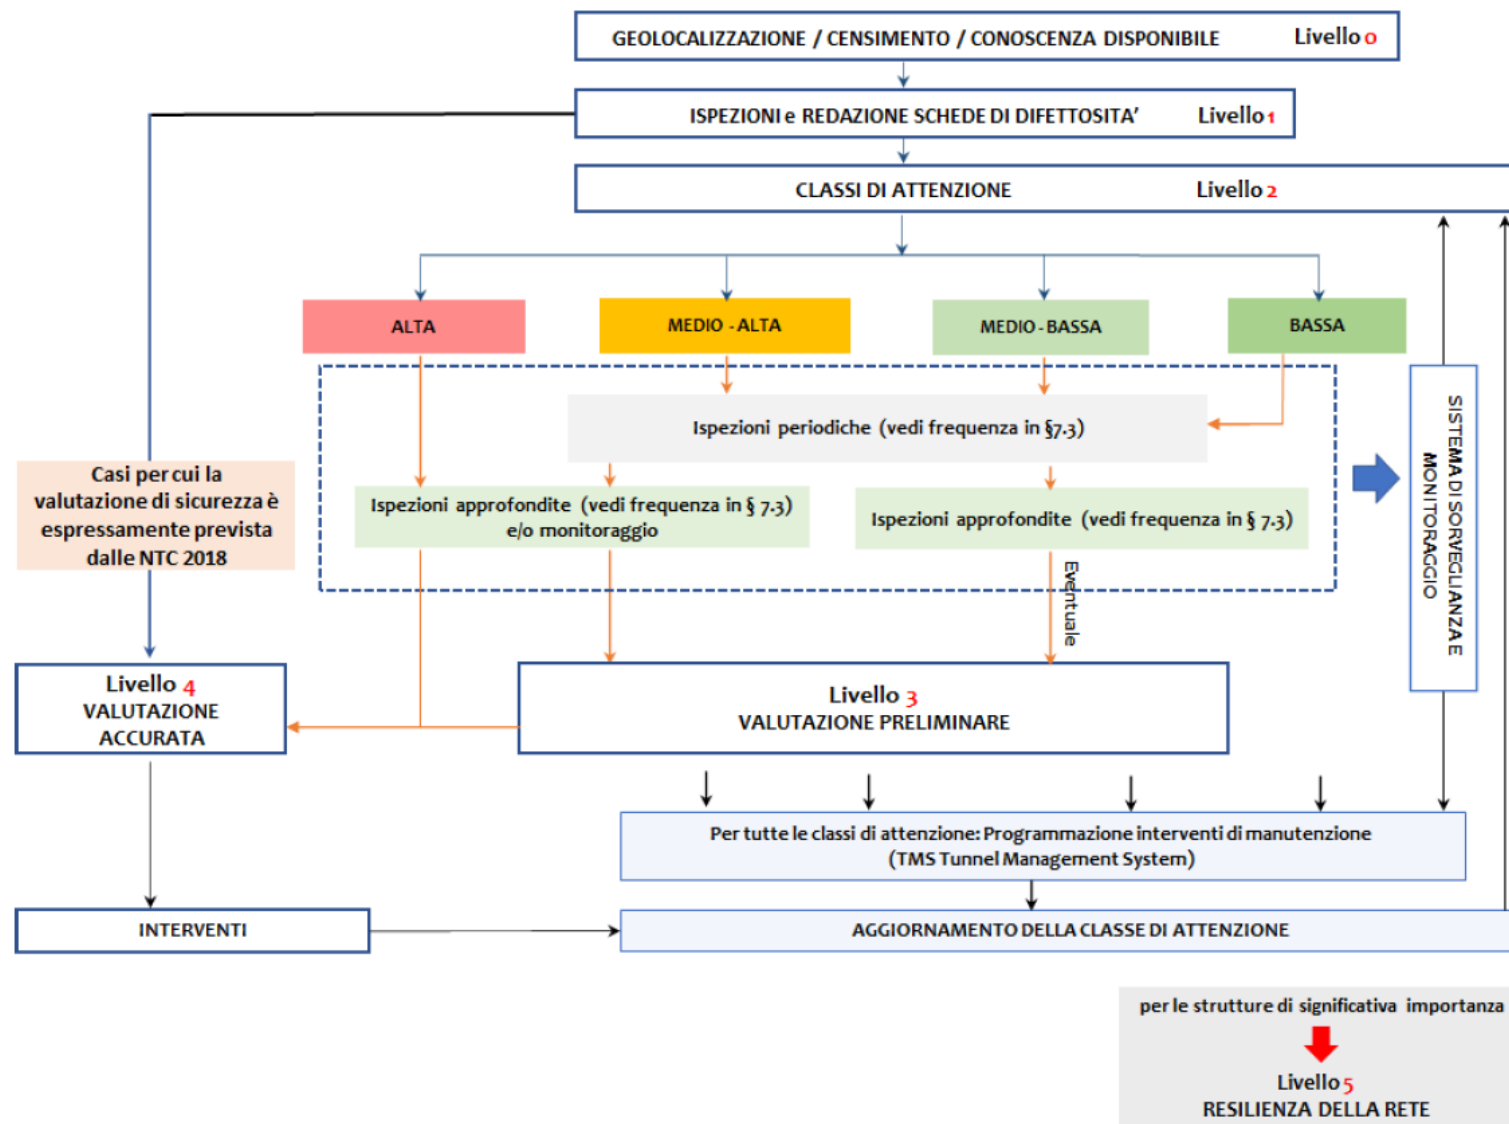 GEOLOCALIZZAZIONE / CENSIMENTO / CONOSCENZA DISPONIBILE Livello 0
ISPEZIONI e REDAZIONE SCHEDE DI DIFETTOSITA’ Livello 1
CLASSI DI ATTENZIONE Livello 2
ALTA
MEDIO - ALTA
MEDIO - BASSA
BASSA
Ispezioni periodiche (vedi frequenza in §7.3)
Casi per cui la
valutazione di sicurezza è
espressamente prevista
dalle NTC 2018
Ispezioni approfondite (vedi frequenza in § 7.3)
e/o monitoraggio
Ispezioni approfondite (vedi frequenza in § 7.3)
SISTEMA DI SORVEGLIANZA E
MONITORAGGIO
Eventuale
Livello 4
VALUTAZIONE
ACCURATA
Livello 3
VALUTAZIONE PRELIMINARE
Per tutte le classi di attenzione: Programmazione interventi di manutenzione
(TMS Tunnel Management System)
INTERVENTI
AGGIORNAMENTO DELLA CLASSE DI ATTENZIONE
per le strutture di significativa importanza
Livello 5
RESILIENZA DELLA RETE